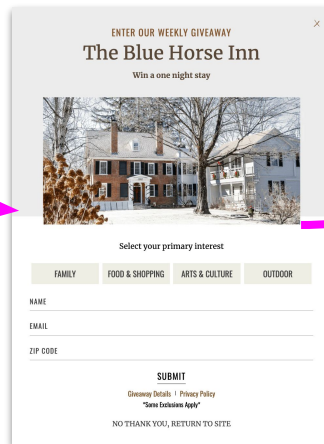 X
ENTER OUR WEEKLY GIVEAWAY
The Blue Horse Inn
Win a one night stay
Select your primary interest
FAMILY FOOD & SHOPPING ARTS & CULTURE OUTDOOR
NAME
EMAIL
ZIP CODE
SUBMIT
Giveaway Details | Privacy Policy
*Some Exclusions Apply*
NO THANK YOU, RETURN TO SITE